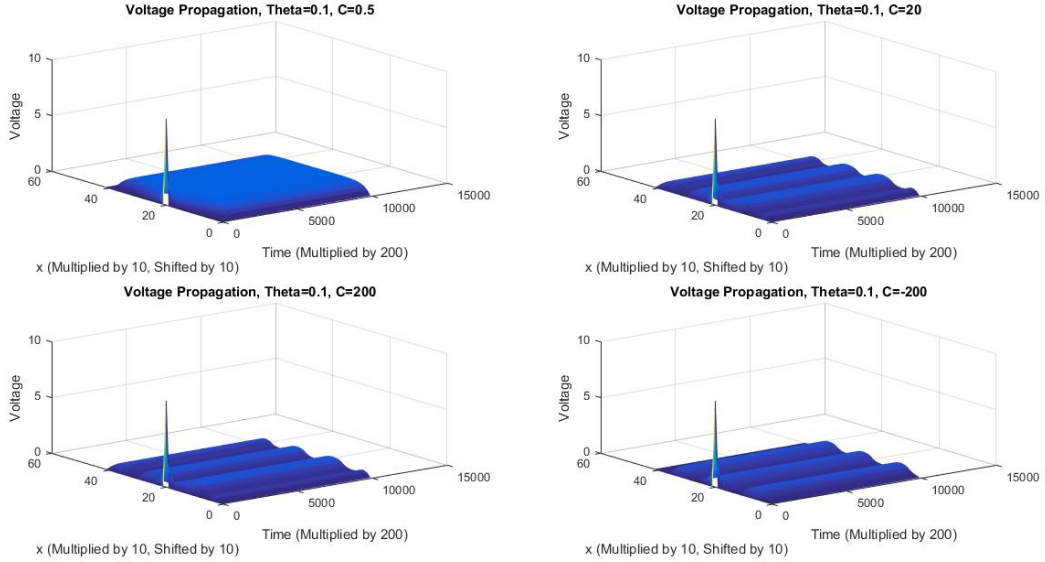 Voltage Propagation, Theta=0.1, C=0.5
10
5
0
Voltage
60
40
20
0
0
5000
10000
15000
Time (Multiplied by 200)
x (Multiplied by 10, Shifted by 10)
Voltage Propagation, Theta=0.1, C=20
10
5
0
Voltage
60
40
20
0
0
5000
10000
15000
Time (Multiplied by 200)
x (Multiplied by 10, Shifted by 10)
Voltage Propagation, Theta=0.1, C=200
10
5
0
Voltage
60
40
20
0
0
5000
10000
15000
Time (Multiplied by 200)
x (Multiplied by 10, Shifted by 10)
Voltage Propagation, Theta=0.1, C=-200
10
5
0
Voltage
60
40
20
0
0
5000
10000
15000
Time (Multiplied by 200)
x (Multiplied by 10, Shifted by 10)